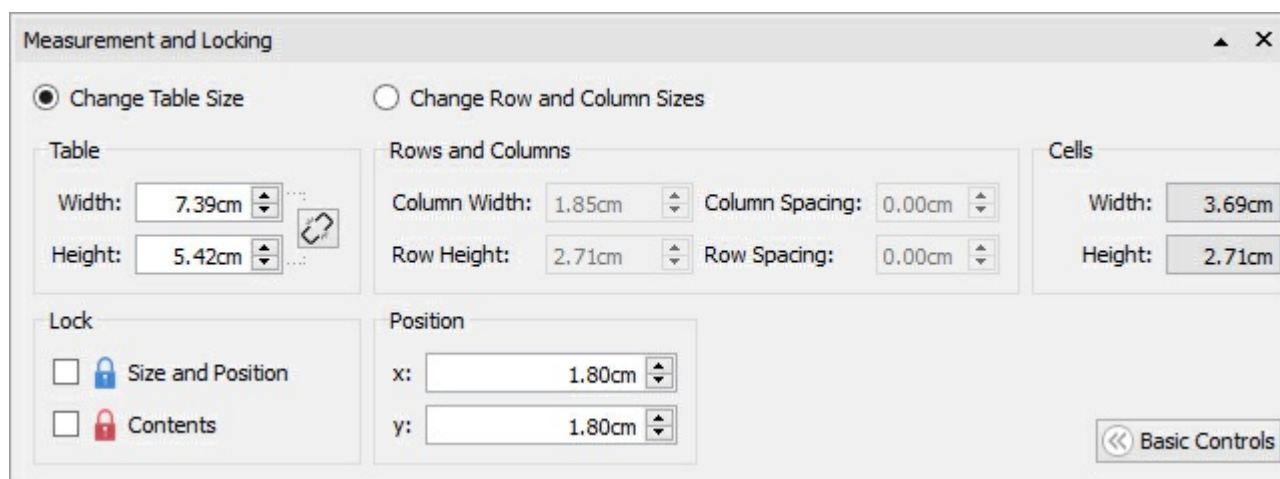 Measurement and Locking
Change Table Size Change Row and Column Sizes
Table Rows and Columns Cells
Width: 7.39cm Column Width: 1.85cm Column Spacing: 0.00cm Width: 3.69cm
Height: 5.42cm Row Height: 2.71cm Row Spacing: 0.00cm Height: 2.71cm
Lock Position
Size and Position x: 1.80cm
Contents y: 1.80cm
Basic Controls